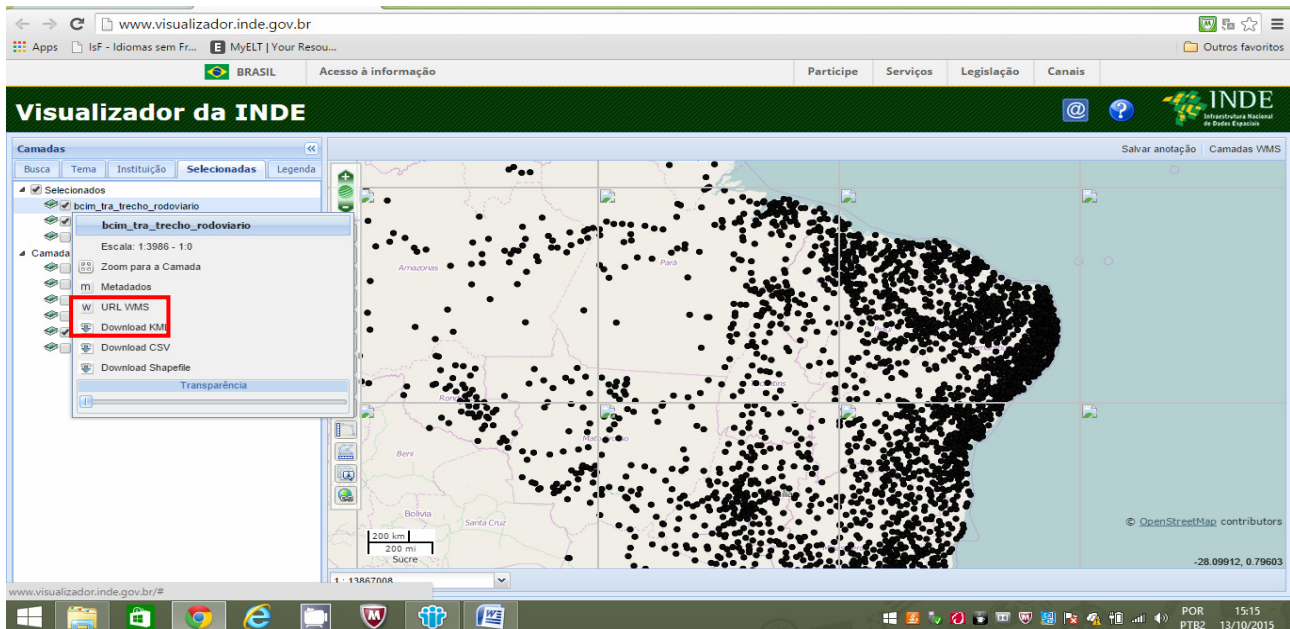 www.visualizador.inde.gov.br
Apps IsF - Idiomas sem Fr... MyELT | Your Resou... Outros favoritos
BRASIL Acesso à informação Participe Serviços Legislação Canais
Visualizador da INDE
@ ? INDE
Infraestrutura Nacional
de Dados Espaciais
Camadas
Salvar anotação Camadas WMS
Busca Tema Instituição Selecionadas Legenda
Selecionados
bcim_tra_trecho_rodoviario
bcim_tra_trecho_rodoviario
Escala: 1:3986 - 1:0
Camada
Zoom para a Camada
m Metadados
W URL WMS
Download KML
Download CSV
Download Shapefile
Transparência
Amazonas
Pará
Mato Grosso
Beni
Bolivia
Santa Cruz
200 km
200 mi
Sucre
© OpenStreetMap contributors
-28.09912, 0.79603
1 : 13867008
www.visualizador.inde.gov.br/#
POR 15:15
PTB2 13/10/2015